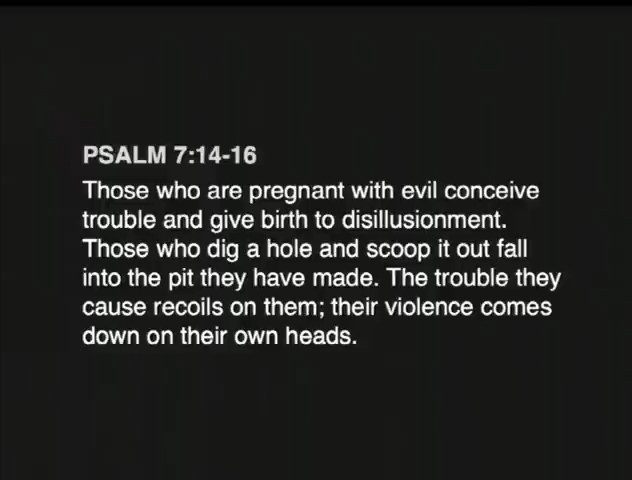 PSALM 7:14-16
Those who are pregnant with evil conceive
trouble and give birth to disillusionment.
Those who dig a hole and scoop it out fall
into the pit they have made. The trouble they
cause recoils on them; their violence comes
down on their own heads.